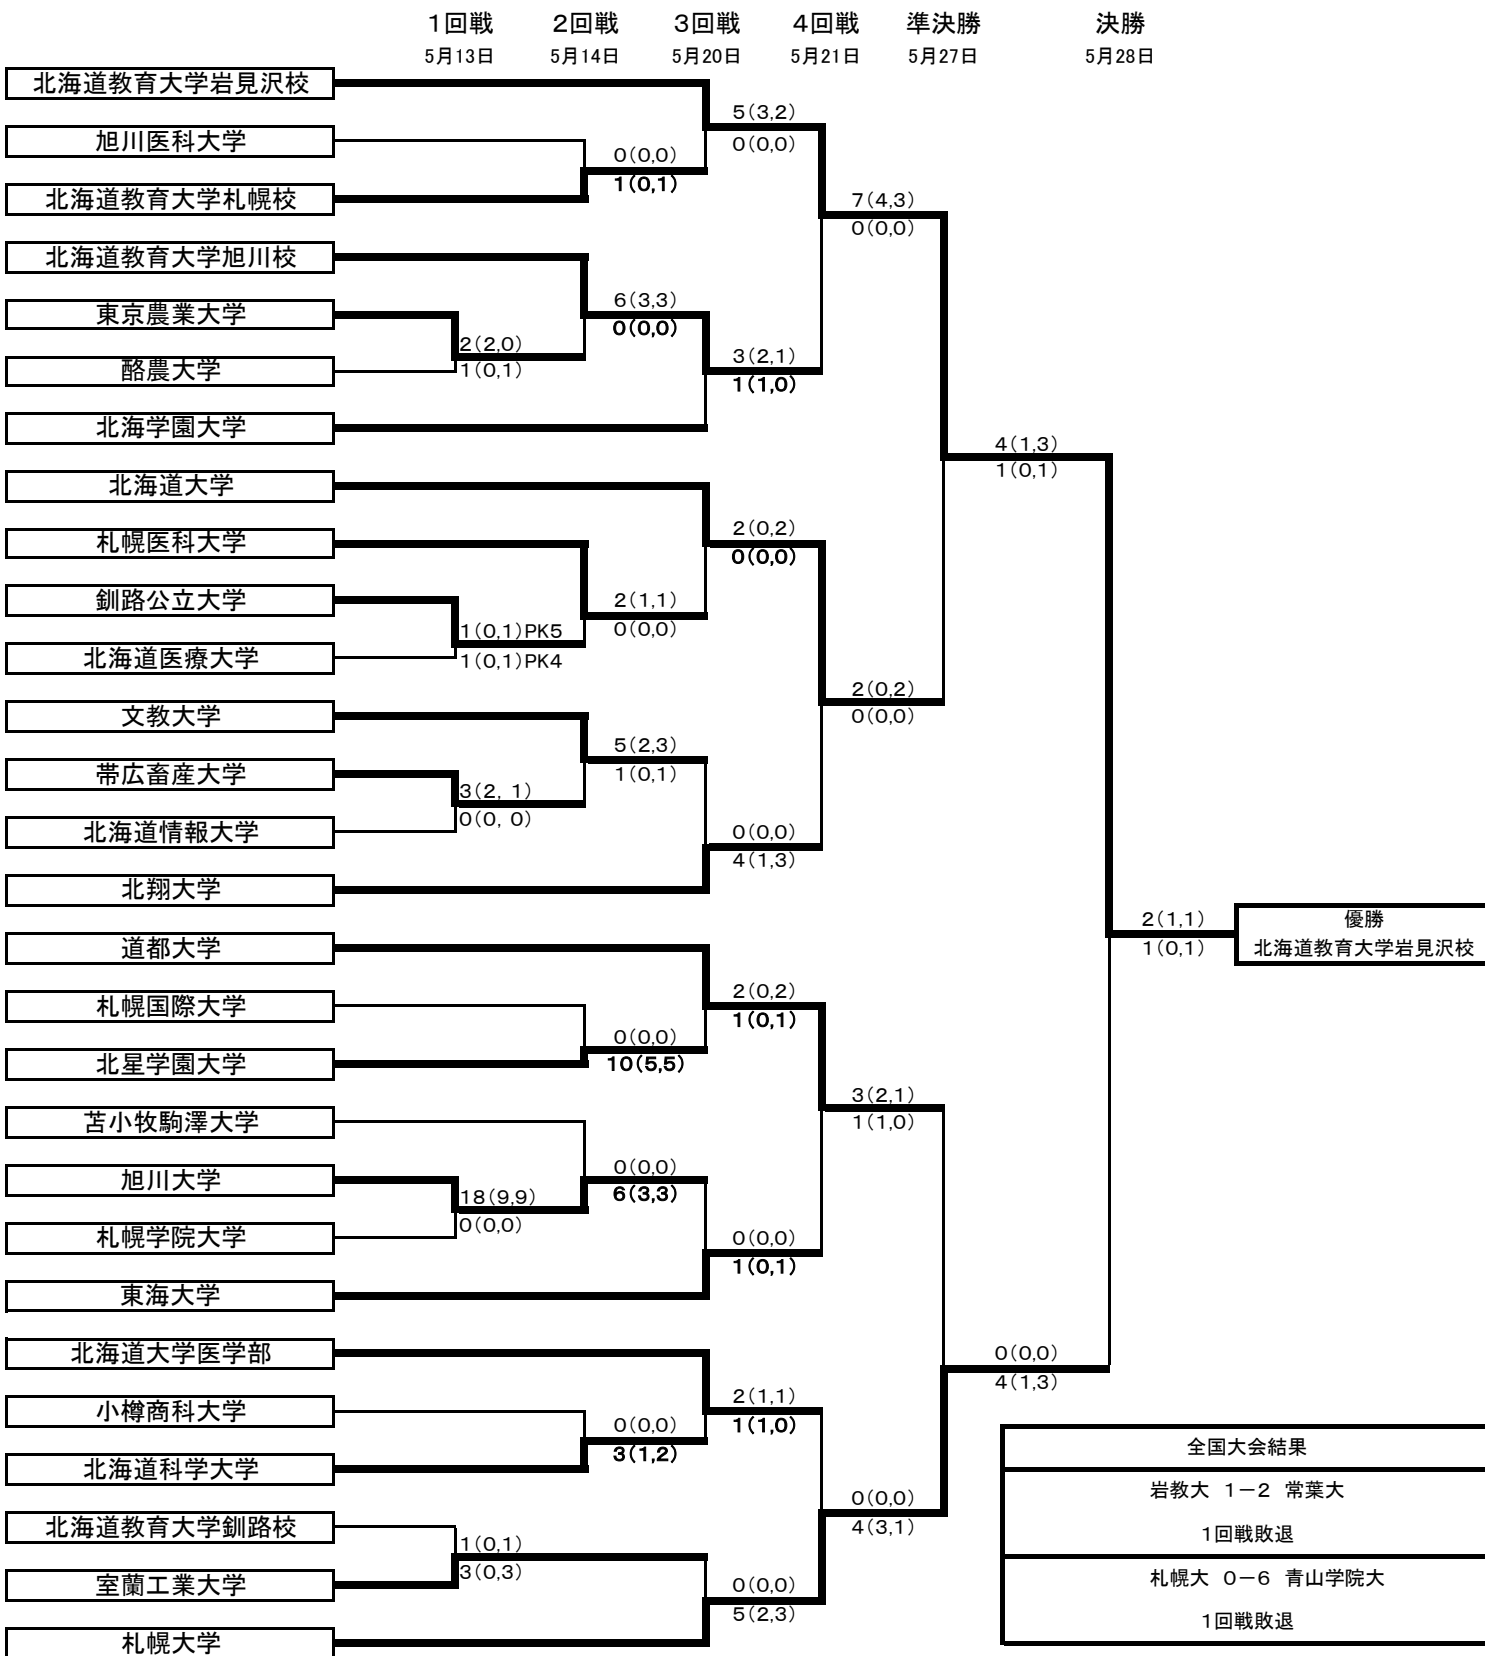 1回戦 2回戦 3回戦 4回戦 準決勝 決勝
5月13日 5月14日 5月20日 5月21日 5月27日 5月28日
北海道教育大学岩見沢校
5(3,2)
旭川医科大学
0(0,0)
0(0,0)
1(0,1)
北海道教育大学札幌校
7(4,3)
0(0,0)
北海道教育大学旭川校
6(3,3)
東京農業大学
0(0,0)
2(2,0)
3(2,1)
酪農大学
1(0,1)
1(1,0)
北海学園大学
4(1,3)
1(0,1)
北海道大学
2(0,2)
札幌医科大学
0(0,0)
釧路公立大学
2(1,1)
1(0,1)PK5
0(0,0)
北海道医療大学
1(0,1)PK4
2(0,2)
文教大学
0(0,0)
5(2,3)
帯広畜産大学
1(0,1)
3(2, 1)
0(0, 0)
北海道情報大学
0(0,0)
4(1,3)
北翔大学
2(1,1)
優勝
道都大学
1(0,1)
北海道教育大学岩見沢校
2(0,2)
札幌国際大学
1(0,1)
0(0,0)
北星学園大学
10(5,5)
3(2,1)
苫小牧駒澤大学
1(1,0)
0(0,0)
旭川大学
6(3,3)
18(9,9)
0(0,0)
札幌学院大学
0(0,0)
1(0,1)
東海大学
北海道大学医学部
0(0,0)
4(1,3)
2(1,1)
小樽商科大学
0(0,0)
1(1,0)
全国大会結果
3(1,2)
北海道科学大学
岩教大 1-2 常葉大
0(0,0)
北海道教育大学釧路校
4(3,1)
1回戦敗退
1(0,1)
3(0,3)
室蘭工業大学
0(0,0)
札幌大 0-6 青山学院大
5(2,3)
1回戦敗退
札幌大学